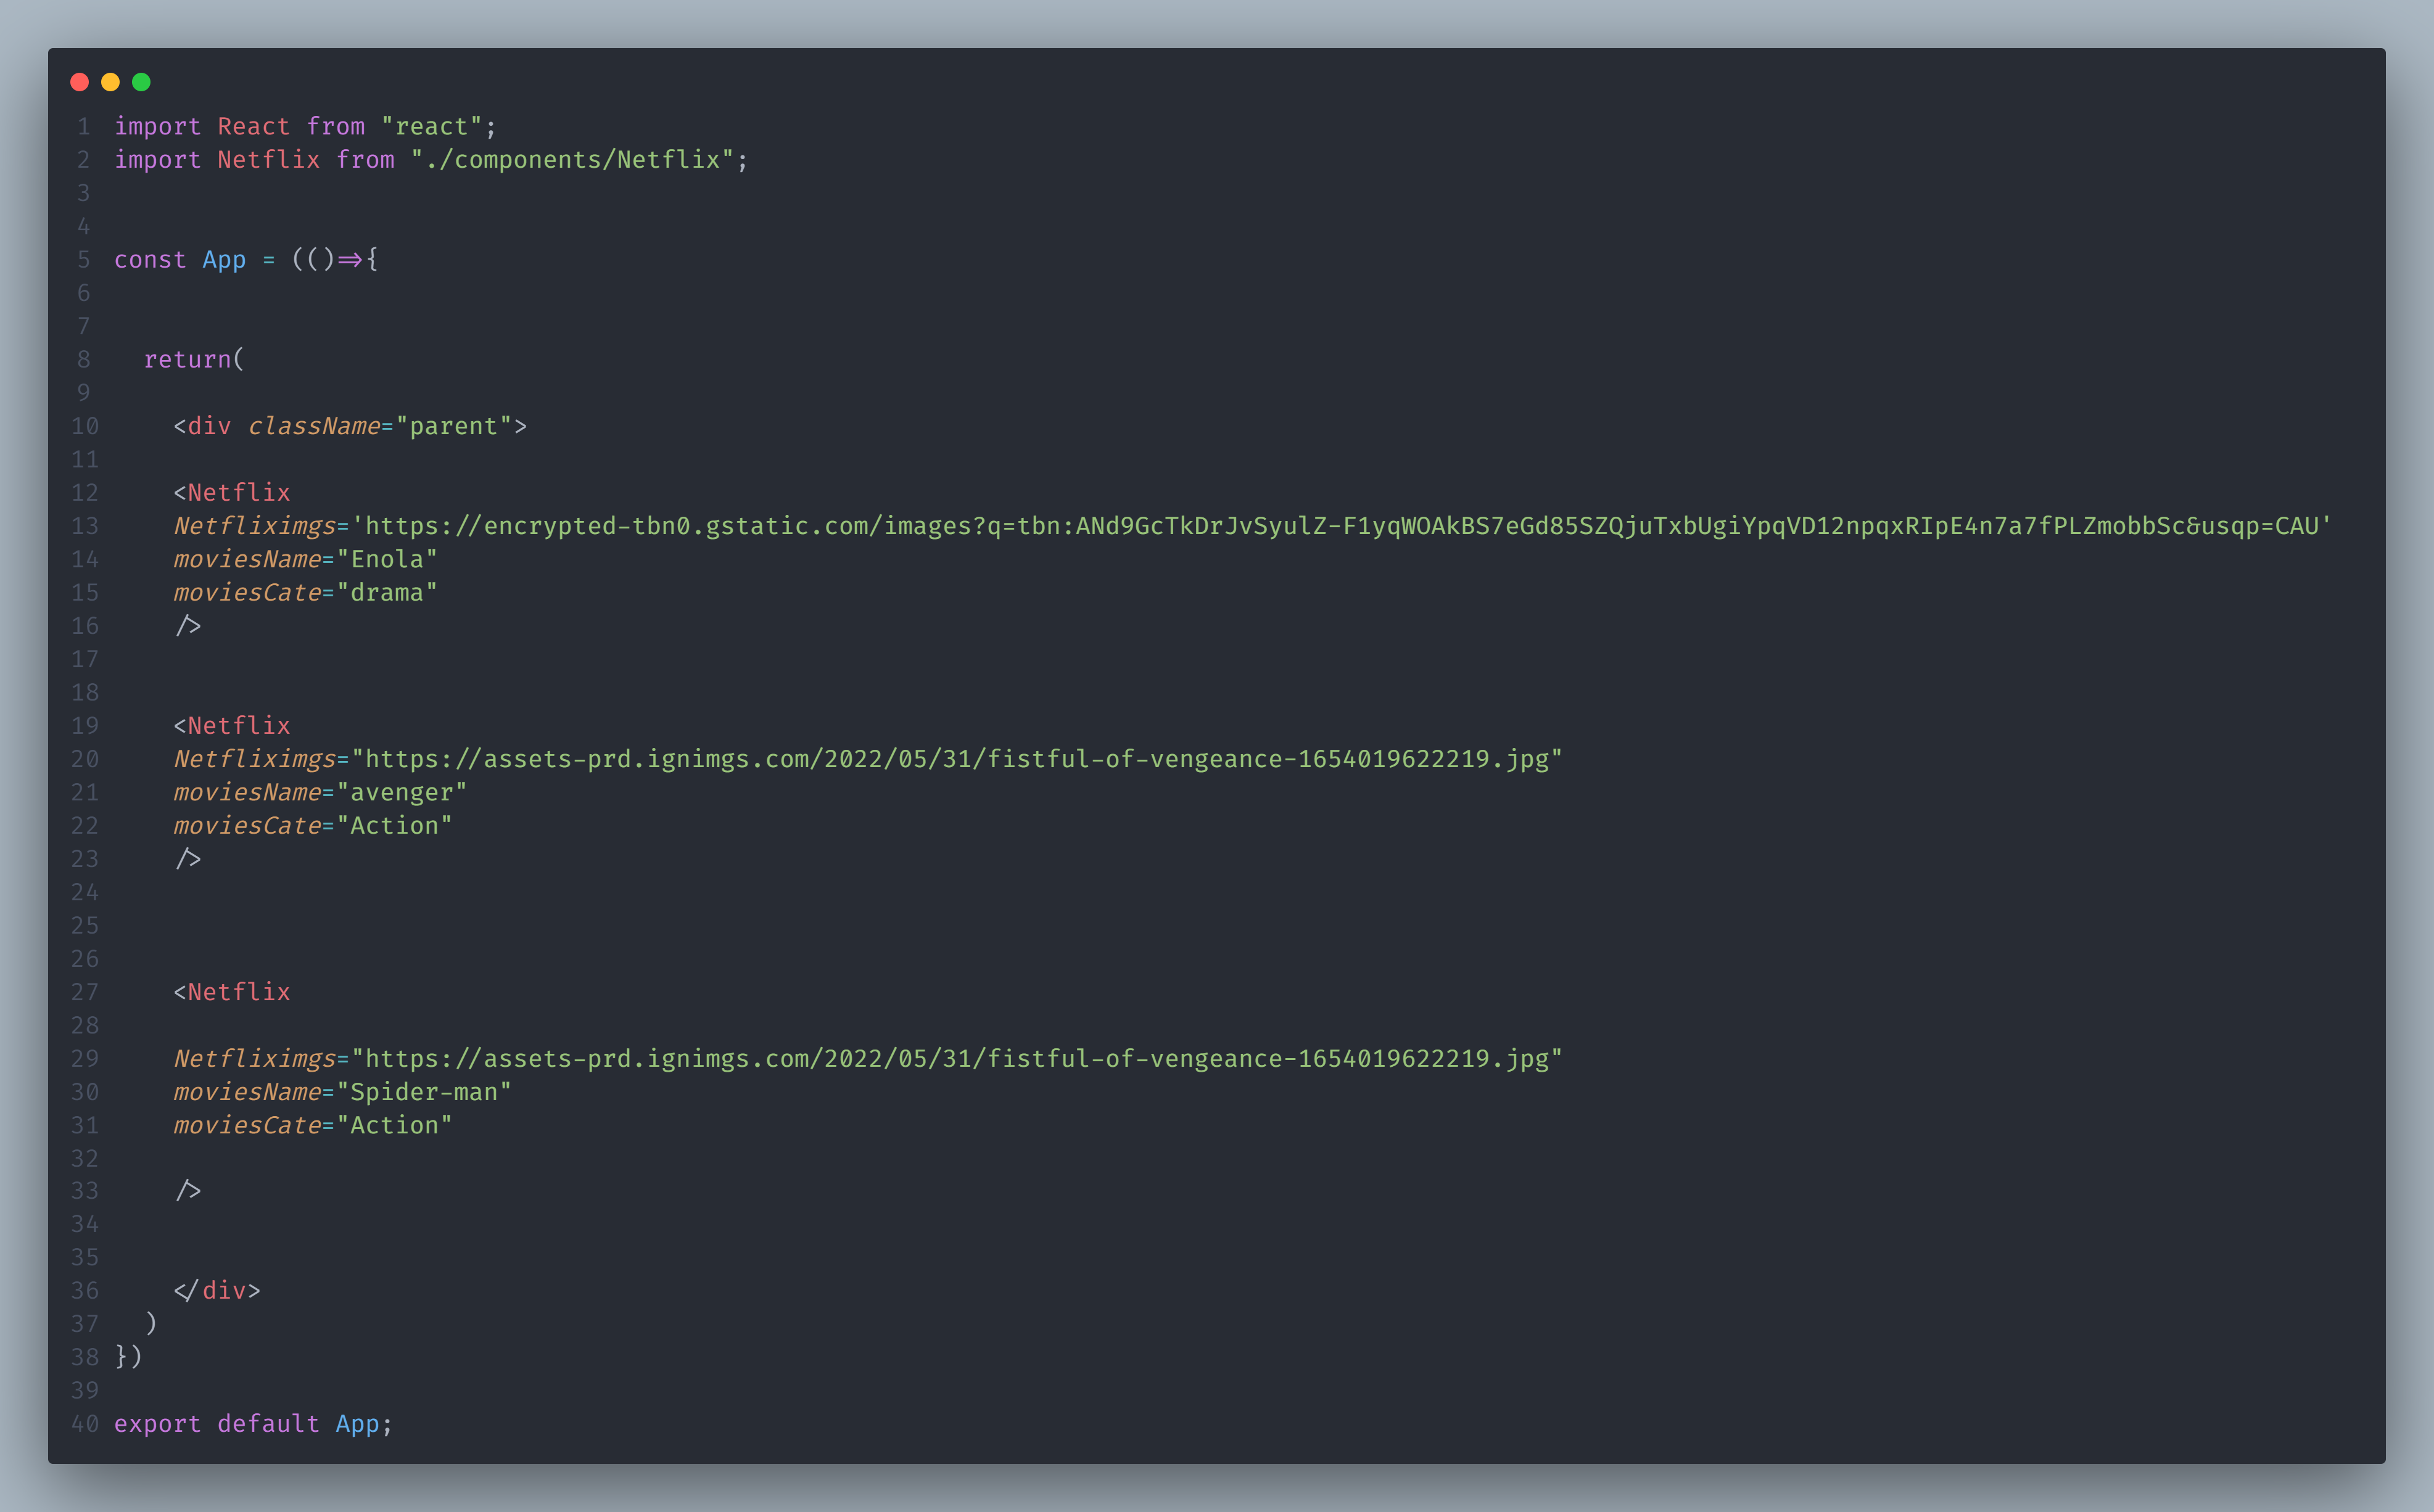 1 import React from "react";
2 import Netflix from "./components/Netflix";
3
4
5 const App = (()=>{
6
7
8   return(
9
10     <div className="parent">
11
12     <Netflix
13     Netfliximgs='https://encrypted-tbn0.gstatic.com/images?q=tbn:ANd9GcTkDrJvSyulZ-F1yqWOAkBS7eGd85SZQjuTxbUgiYpqVD12npqxRIpE4n7a7fPLZmobbSc&usqp=CAU'
14     moviesName="Enola"
15     moviesCate="drama"
16     />
17
18
19     <Netflix
20     Netfliximgs="https://assets-prd.ignimgs.com/2022/05/31/fistful-of-vengeance-1654019622219.jpg"
21     moviesName="avenger"
22     moviesCate="Action"
23     />
24
25
26
27     <Netflix
28
29     Netfliximgs="https://assets-prd.ignimgs.com/2022/05/31/fistful-of-vengeance-1654019622219.jpg"
30     moviesName="Spider-man"
31     moviesCate="Action"
32
33     />
34
35
36     </div>
37   )
38 })
39
40 export default App;